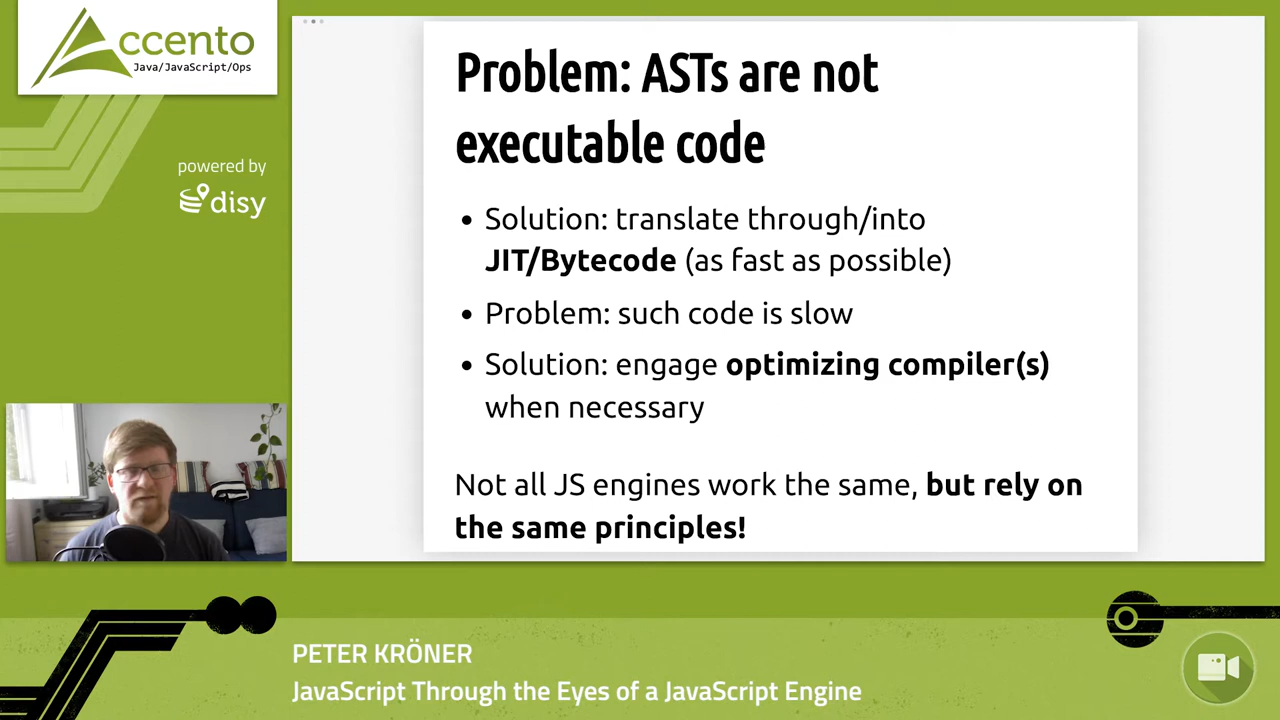 Accento
Java/JavaScript/Ops
powered by
disy
Problem: ASTs are not
executable code
• Solution: translate through/into
JIT/Bytecode (as fast as possible)
• Problem: such code is slow
• Solution: engage optimizing compiler(s)
when necessary
Not all JS engines work the same, but rely on
the same principles!
PETER KRÖNER
JavaScript Through the Eyes of a JavaScript Engine